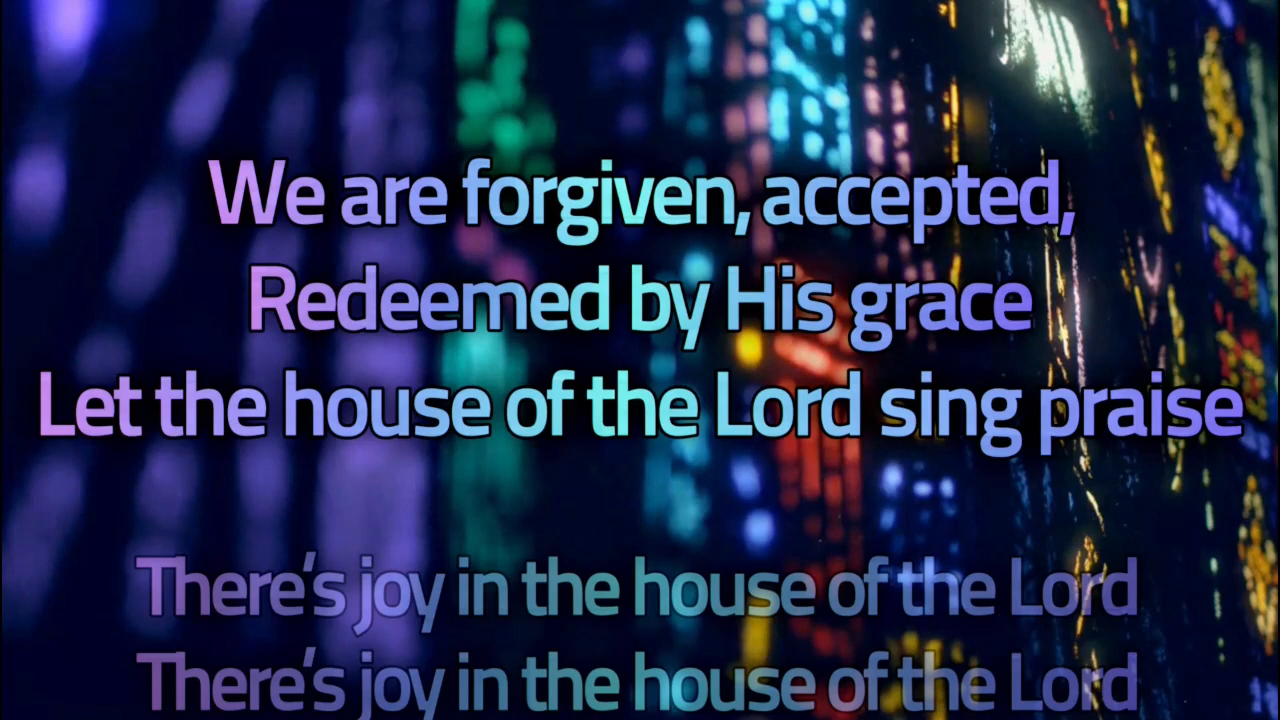 We are forgiven, accepted,
Redeemed by His grace
Let the house of the Lord sing praise
There's joy in the house of the Lord
There's joy in the house of the Lord